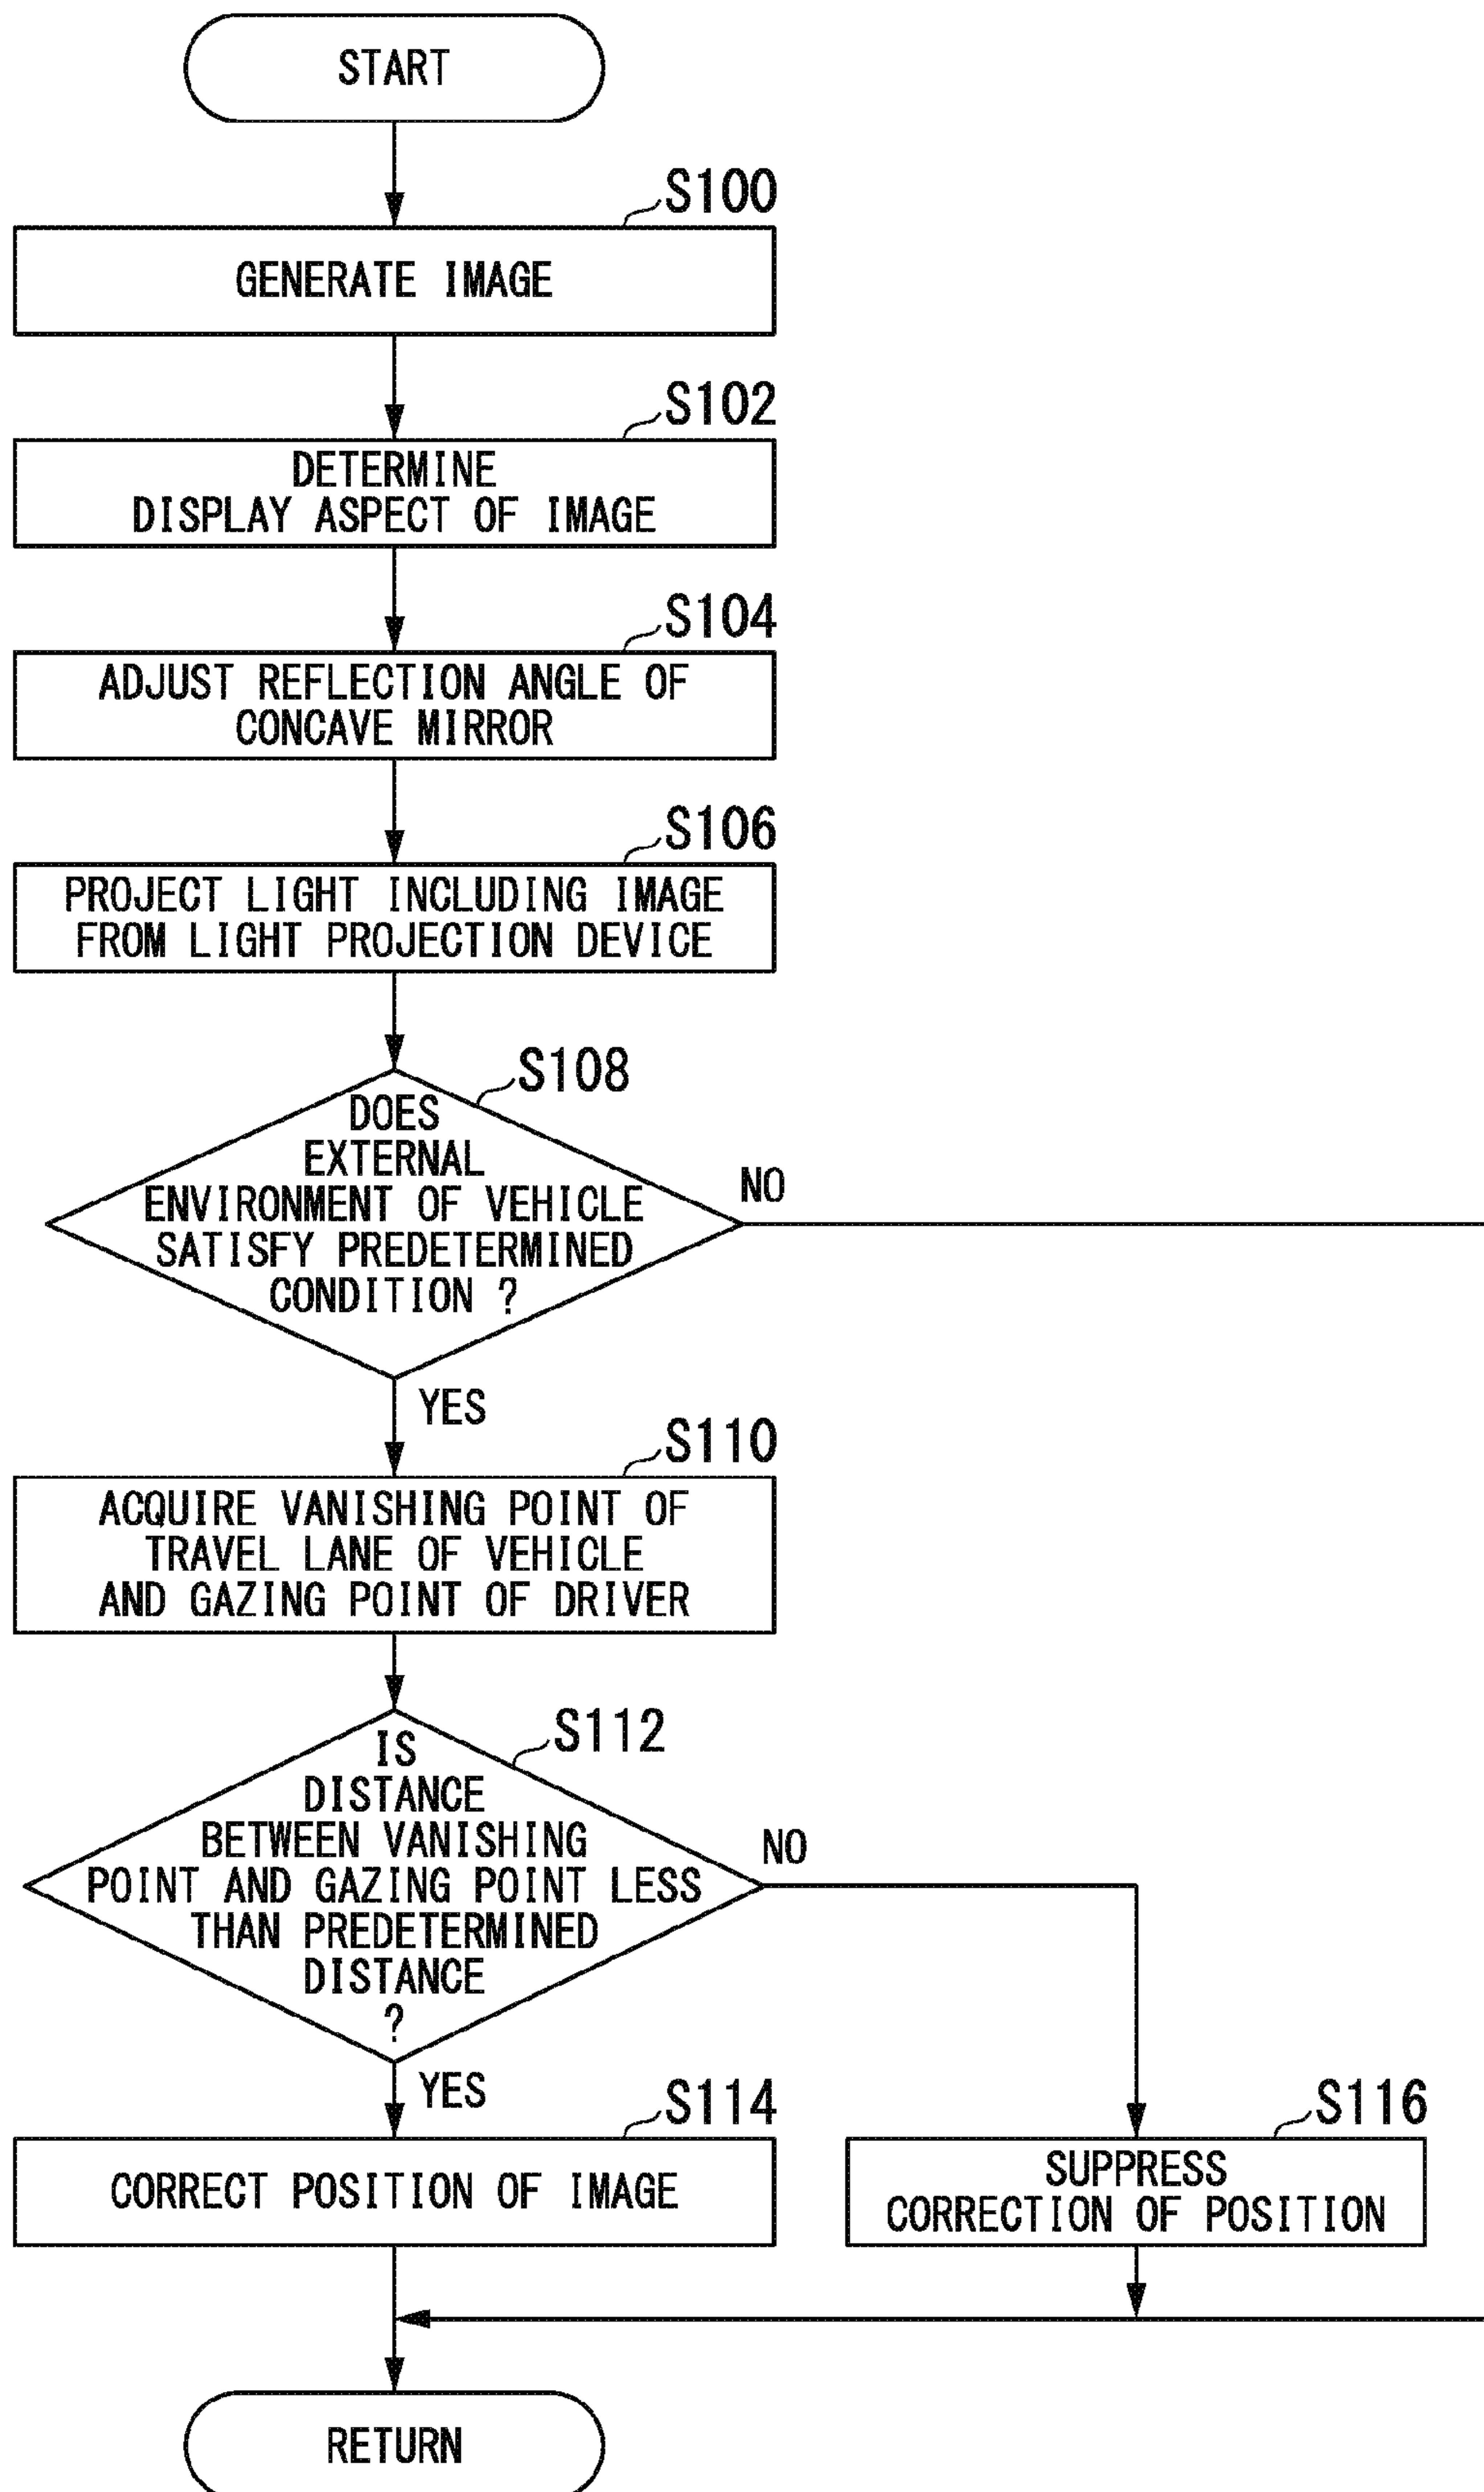 START
S100
GENERATE IMAGE
S102
DETERMINE
DISPLAY ASPECT OF IMAGE
S104
ADJUST REFLECTION ANGLE OF
CONCAVE MIRROR
S106
PROJECT LIGHT INCLUDING IMAGE
FROM LIGHT PROJECTION DEVICE
S108
DOES
EXTERNAL
ENVIRONMENT OF VEHICLE
SATISFY PREDETERMINED
CONDITION ?
NO
YES
S110
ACQUIRE VANISHING POINT OF
TRAVEL LANE OF VEHICLE
AND GAZING POINT OF DRIVER
S112
IS
DISTANCE
BETWEEN VANISHING
POINT AND GAZING POINT LESS
THAN PREDETERMINED
DISTANCE
?
NO
YES
S114
CORRECT POSITION OF IMAGE
S116
SUPPRESS
CORRECTION OF POSITION
RETURN